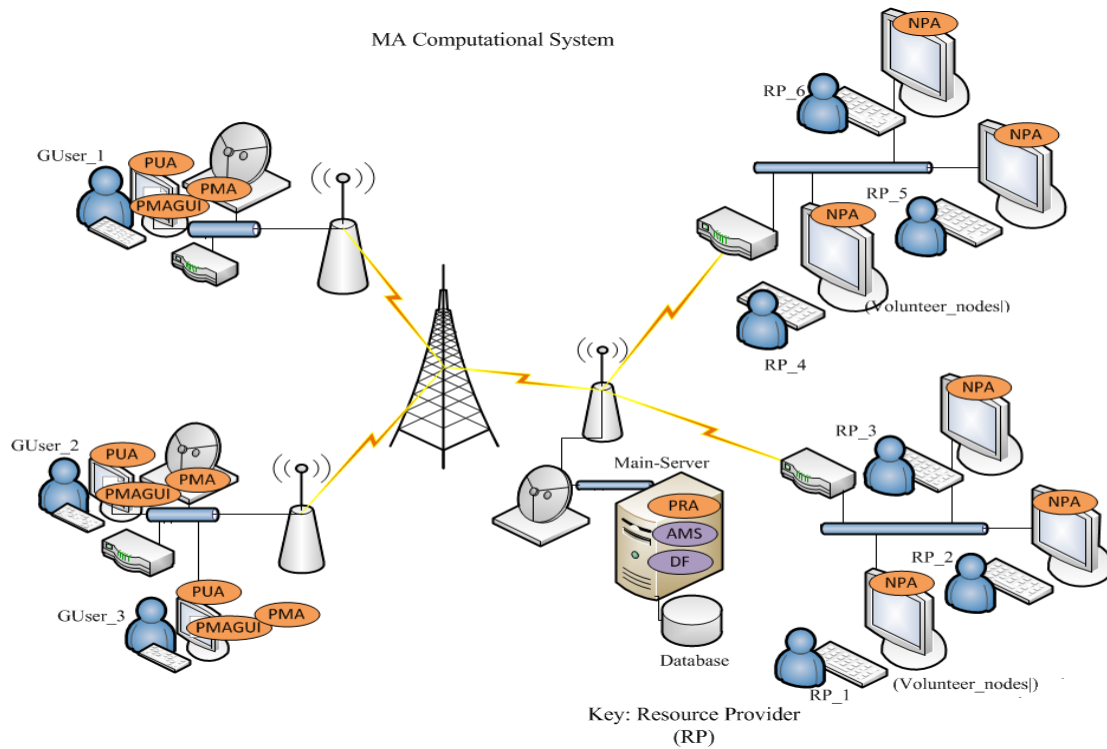 MA Computational System
GUser_1
PUA
PMA
PMAGUI
GUser_2
PUA
PMA
PMAGUI
GUser_3
PUA
PMA
PMAGUI
Main-Server
PRA
AMS
DF
Database
NPA
RP_6
NPA
RP_5
NPA
(Volunteer_nodes|)
RP_4
NPA
RP_3
NPA
RP_2
NPA
RP_1
(Volunteer_nodes|)
Key: Resource Provider
(RP)